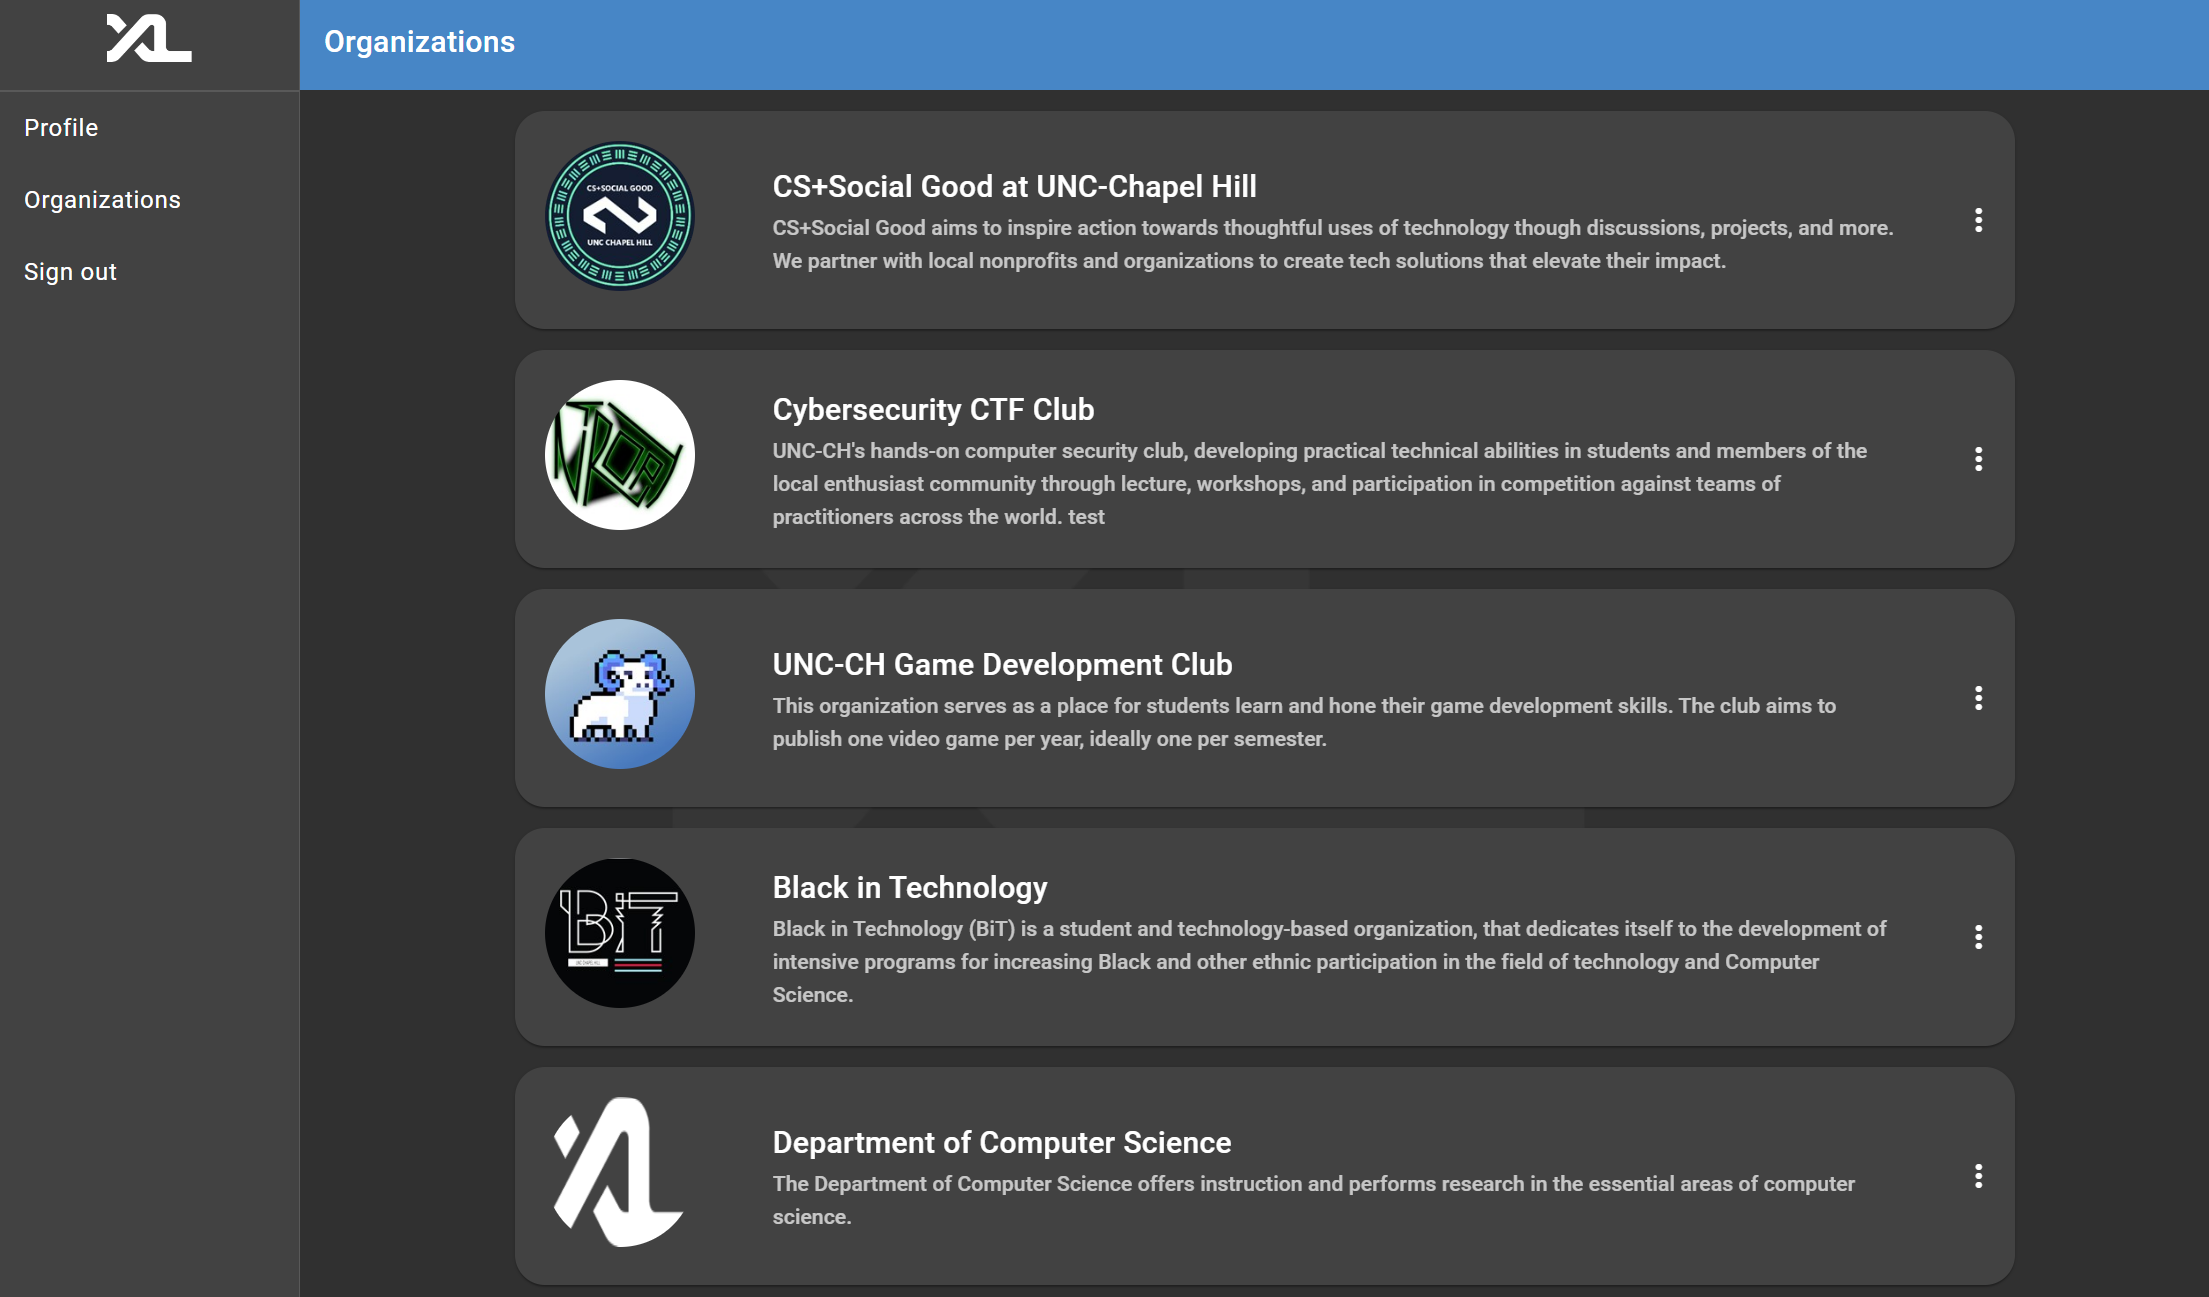 XL
Organizations
Profile
Organizations
Sign out
CS+SOCIAL GOOD
UNC CHAPEL HILL
CS+Social Good at UNC-Chapel Hill
CS+Social Good aims to inspire action towards thoughtful uses of technology though discussions, projects, and more.
We partner with local nonprofits and organizations to create tech solutions that elevate their impact.
Cybersecurity CTF Club
UNC-CH's hands-on computer security club, developing practical technical abilities in students and members of the
local enthusiast community through lecture, workshops, and participation in competition against teams of
practitioners across the world. test
UNC-CH Game Development Club
This organization serves as a place for students learn and hone their game development skills. The club aims to
publish one video game per year, ideally one per semester.
BiT
UNC CHAPEL HILL
Black in Technology
Black in Technology (BiT) is a student and technology-based organization, that dedicates itself to the development of
intensive programs for increasing Black and other ethnic participation in the field of technology and Computer
Science.
XL
Department of Computer Science
The Department of Computer Science offers instruction and performs research in the essential areas of computer
science.